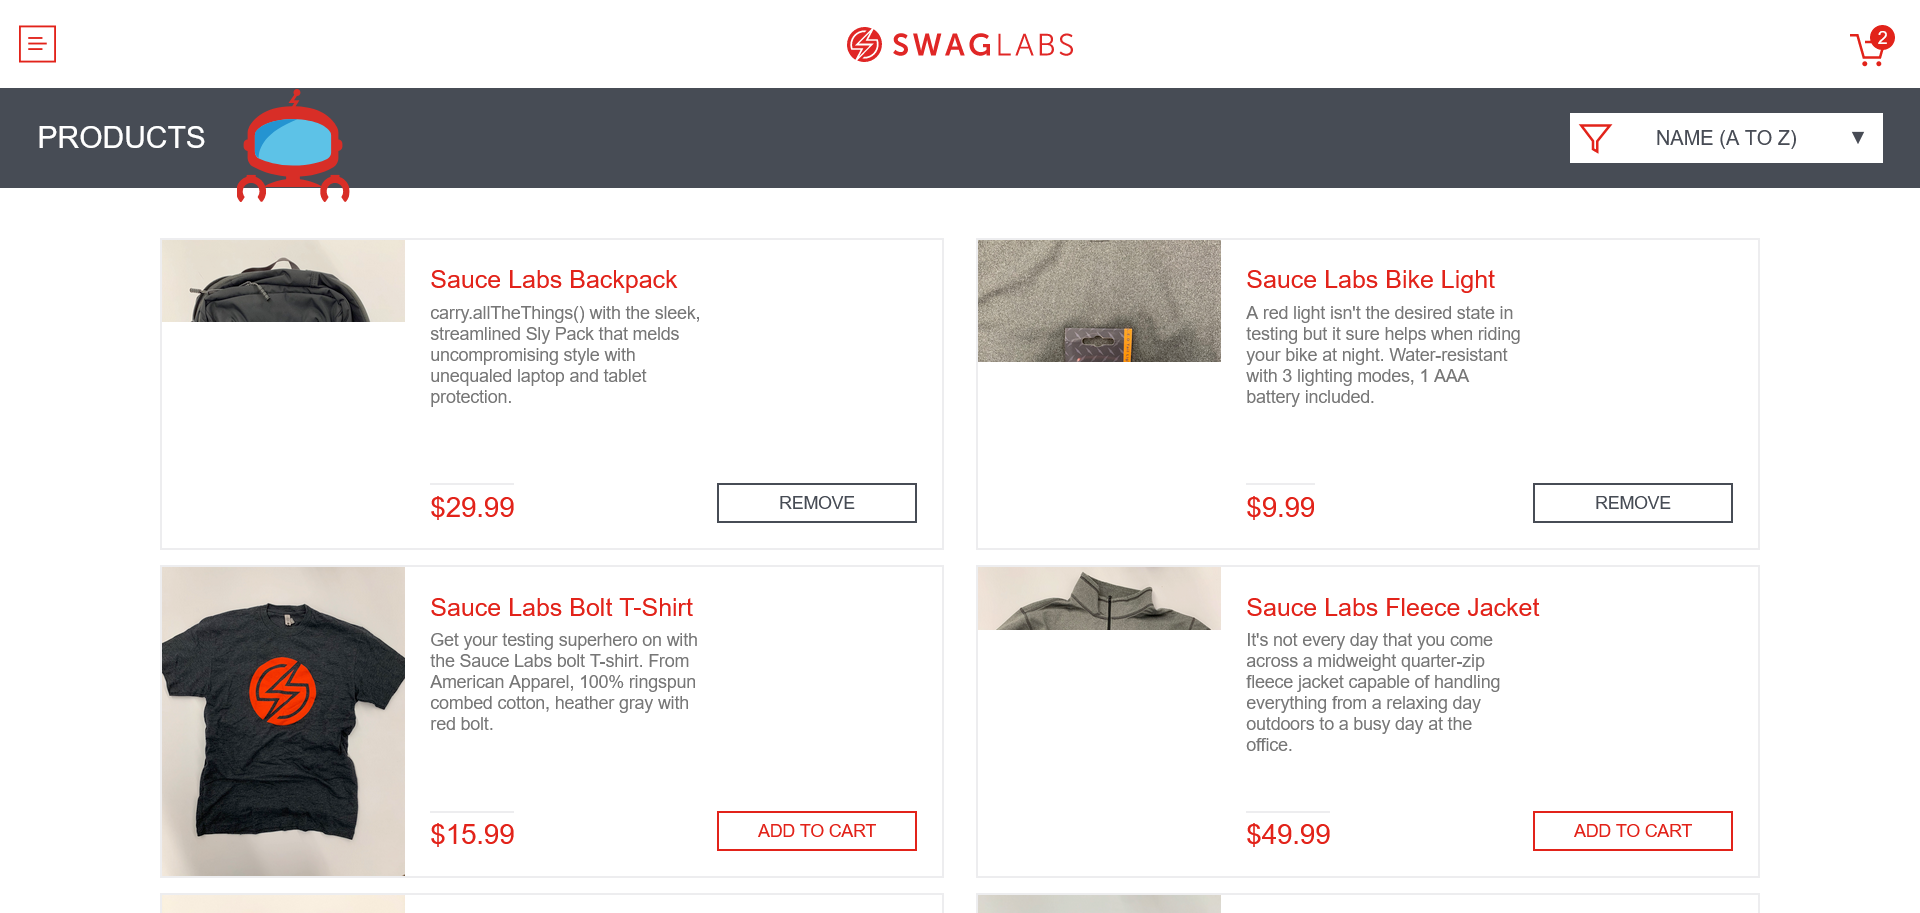 SWAGLABS
2
PRODUCTS
NAME (A TO Z)
Sauce Labs Backpack
carry.allTheThings() with the sleek,
streamlined Sly Pack that melds
uncompromising style with
unequaled laptop and tablet
protection.
$29.99
REMOVE
Sauce Labs Bike Light
A red light isn't the desired state in
testing but it sure helps when riding
your bike at night. Water-resistant
with 3 lighting modes, 1 AAA
battery included.
$9.99
REMOVE
Sauce Labs Bolt T-Shirt
Get your testing superhero on with
the Sauce Labs bolt T-shirt. From
American Apparel, 100% ringspun
combed cotton, heather gray with
red bolt.
$15.99
ADD TO CART
Sauce Labs Fleece Jacket
It's not every day that you come
across a midweight quarter-zip
fleece jacket capable of handling
everything from a relaxing day
outdoors to a busy day at the
office.
$49.99
ADD TO CART